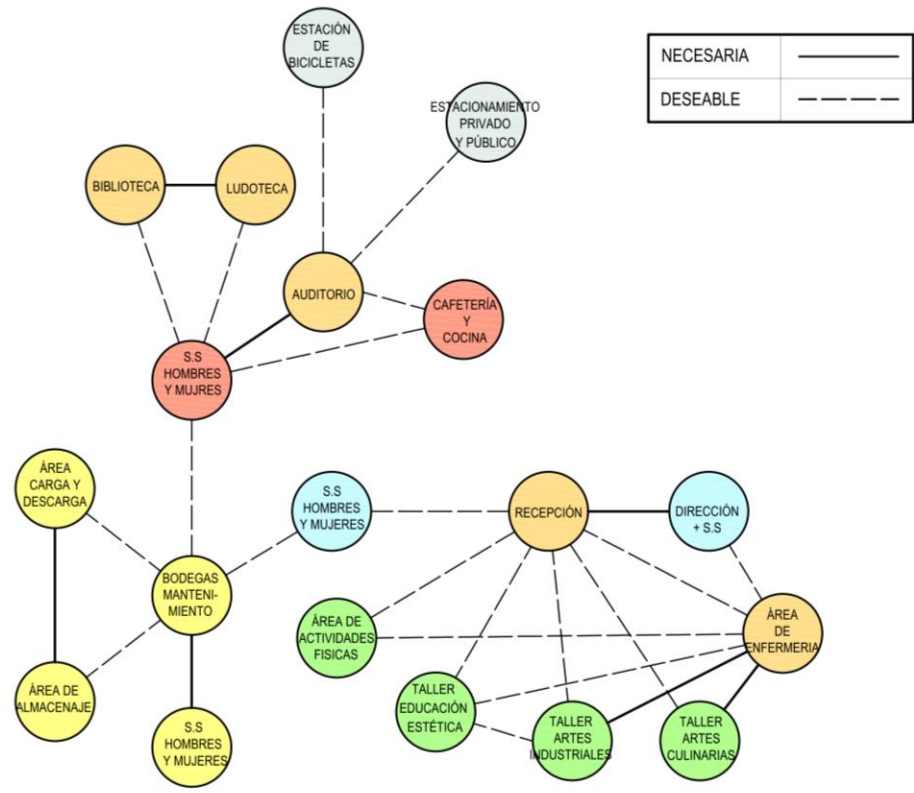 ESTACIÓN
DE
BICICLETAS
NECESARIA
DESEABLE
ESTACIONAMIENTO
PRIVADO
Y PÚBLICO
BIBLIOTECA
LUDOTECA
AUDITORIO
CAFETERÍA
Y
COCINA
S.S
HOMBRES
Y MUJRES
ÁREA
CARGA Y
DESCARGA
S.S
HOMBRES
Y MUJERES
RECEPCIÓN
DIRECCIÓN
+ S.S
BODEGAS
MANTENI-
MIENTO
ÁREA DE
ACTIVIDADES
FISICAS
ÁREA
DE
ENFERMERIA
ÁREA DE
ALMACENAJE
TALLER
EDUCACIÓN
ESTÉTICA
S.S
HOMBRES
Y MUJERES
TALLER
ARTES
INDUSTRIALES
TALLER
ARTES
CULINARIAS